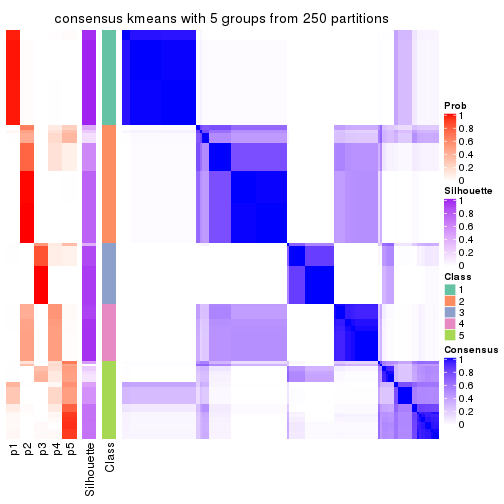 consensus kmeans with 5 groups from 250 partitions
Prob
1
0.8
0.6
0.4
0.2
0
Silhouette
1
0.8
0.6
0.4
0.2
0
Class
1
2
3
4
5
Consensus
1
0.8
0.6
0.4
0.2
0
p1
p2
p3
p4
p5
Silhouette
Class